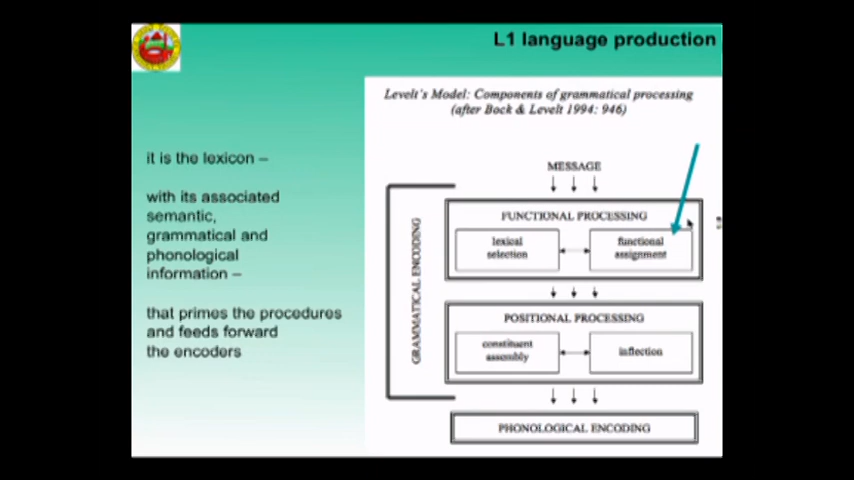 L1 language production
it is the lexicon –
with its associated
semantic,
grammatical and
phonological
information –
that primes the procedures
and feeds forward
the encoders
Levelt's Model: Components of grammatical processing
(after Bock & Levelt 1994: 946)
MESSAGE
GRAMMATICAL ENCODING
FUNCTIONAL PROCESSING
lexical
selection
functional
assignment
POSITIONAL PROCESSING
constituent
assembly
inflection
PHONOLOGICAL ENCODING